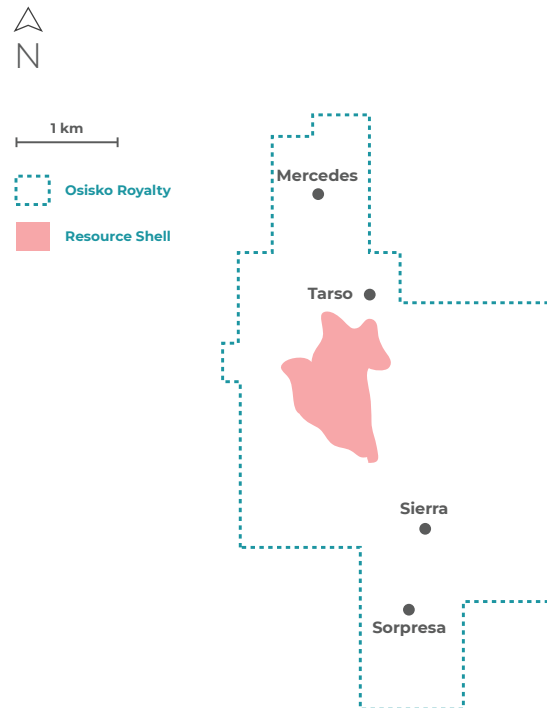 N
1 km
Osisko Royalty
Resource Shell
Mercedes
Tarso
Sierra
Sorpresa